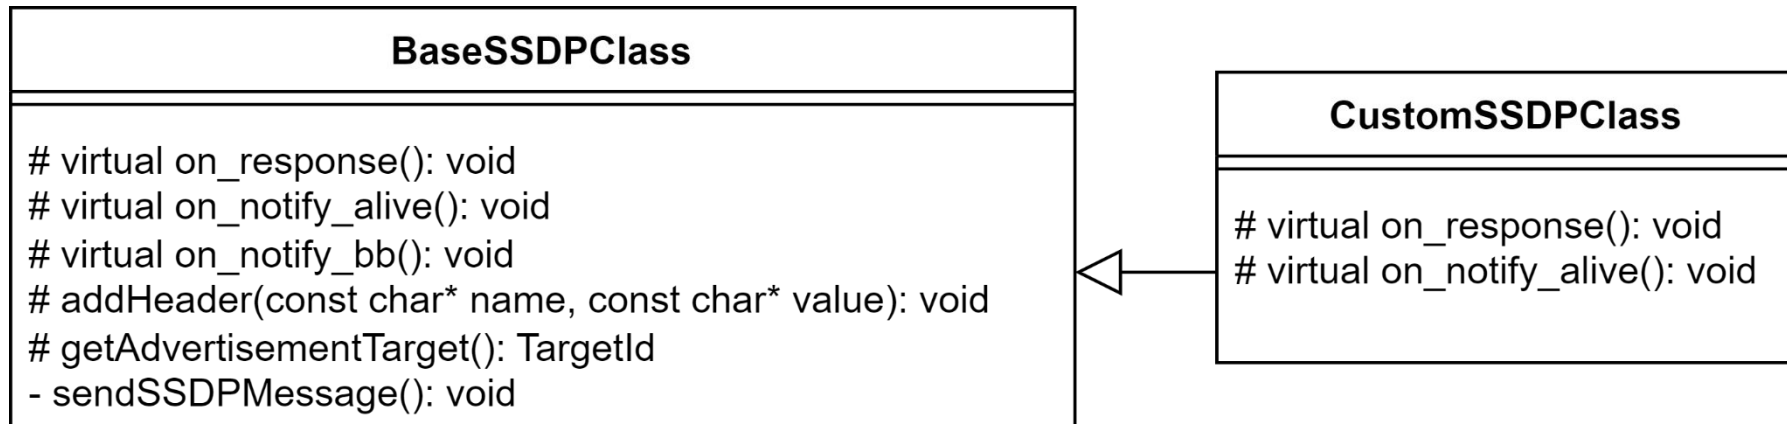 BaseSSDPClass
# virtual on_response(): void
# virtual on_notify_alive(): void
# virtual on_notify_bb(): void
# addHeader(const char* name, const char* value): void
# getAdvertisementTarget(): TargetId
- sendSSDPMessage(): void
CustomSSDPClass
# virtual on_response(): void
# virtual on_notify_alive(): void